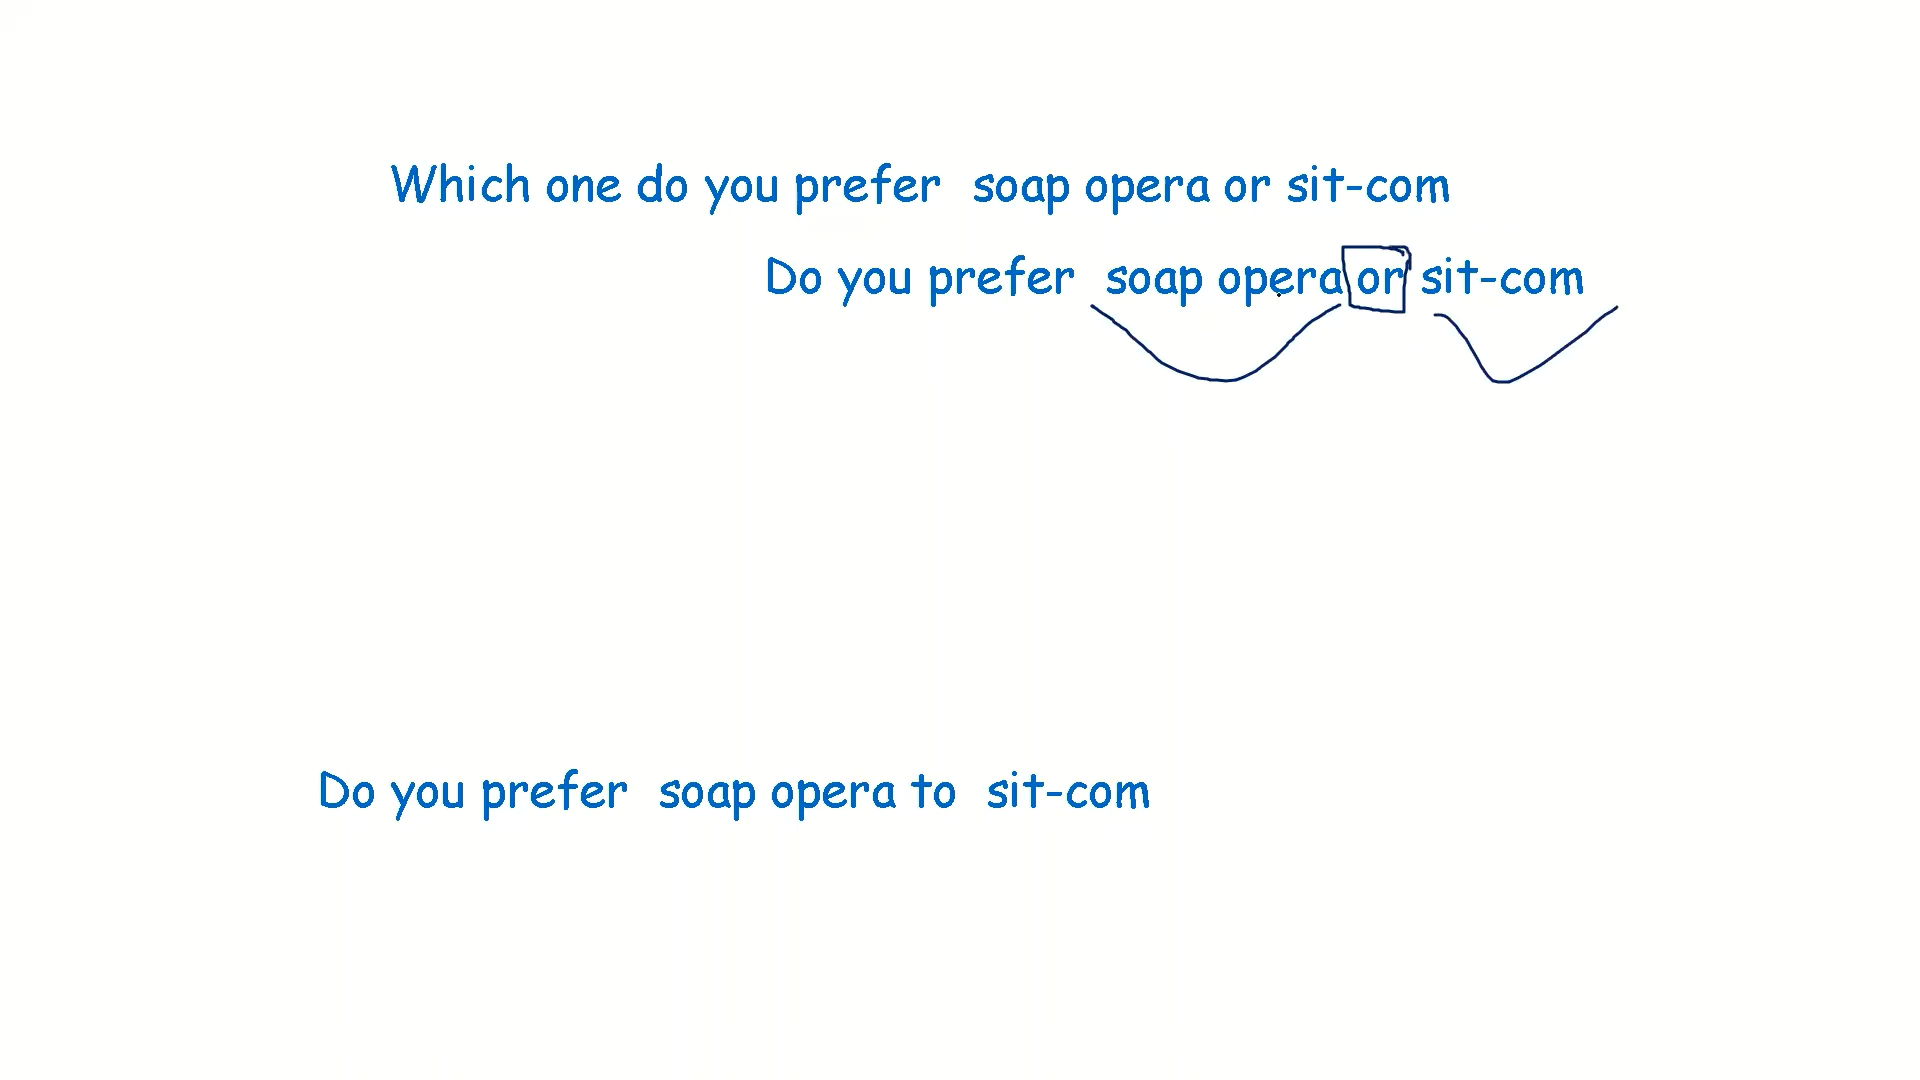 Which one do you prefer soap opera or sit-com
Do you prefer soap opera or sit-com
Do you prefer soap opera to sit-com